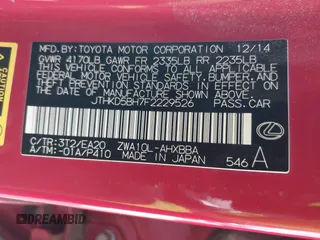 MFD. BY: TOYOTA MOTOR CORPORATION 12/14
GVWR 4170LB GAWR FR 2335LB RR 2235LB
THIS VEHICLE CONFORMS TO ALL APPLICABLE
FEDERAL MOTOR VEHICLE SAFETY, BUMPER, AND
THEFT PREVENTION STANDARDS IN EFFECT ON
THE DATE OF MANUFACTURE SHOWN ABOVE.
JTHKD5BH7F2229526 PASS.CAR
C/TR: 3T2/EA20 ZWA10L-AHXBBA
A/TM: -01A/P410 MADE IN JAPAN
546 A
DREAMBID